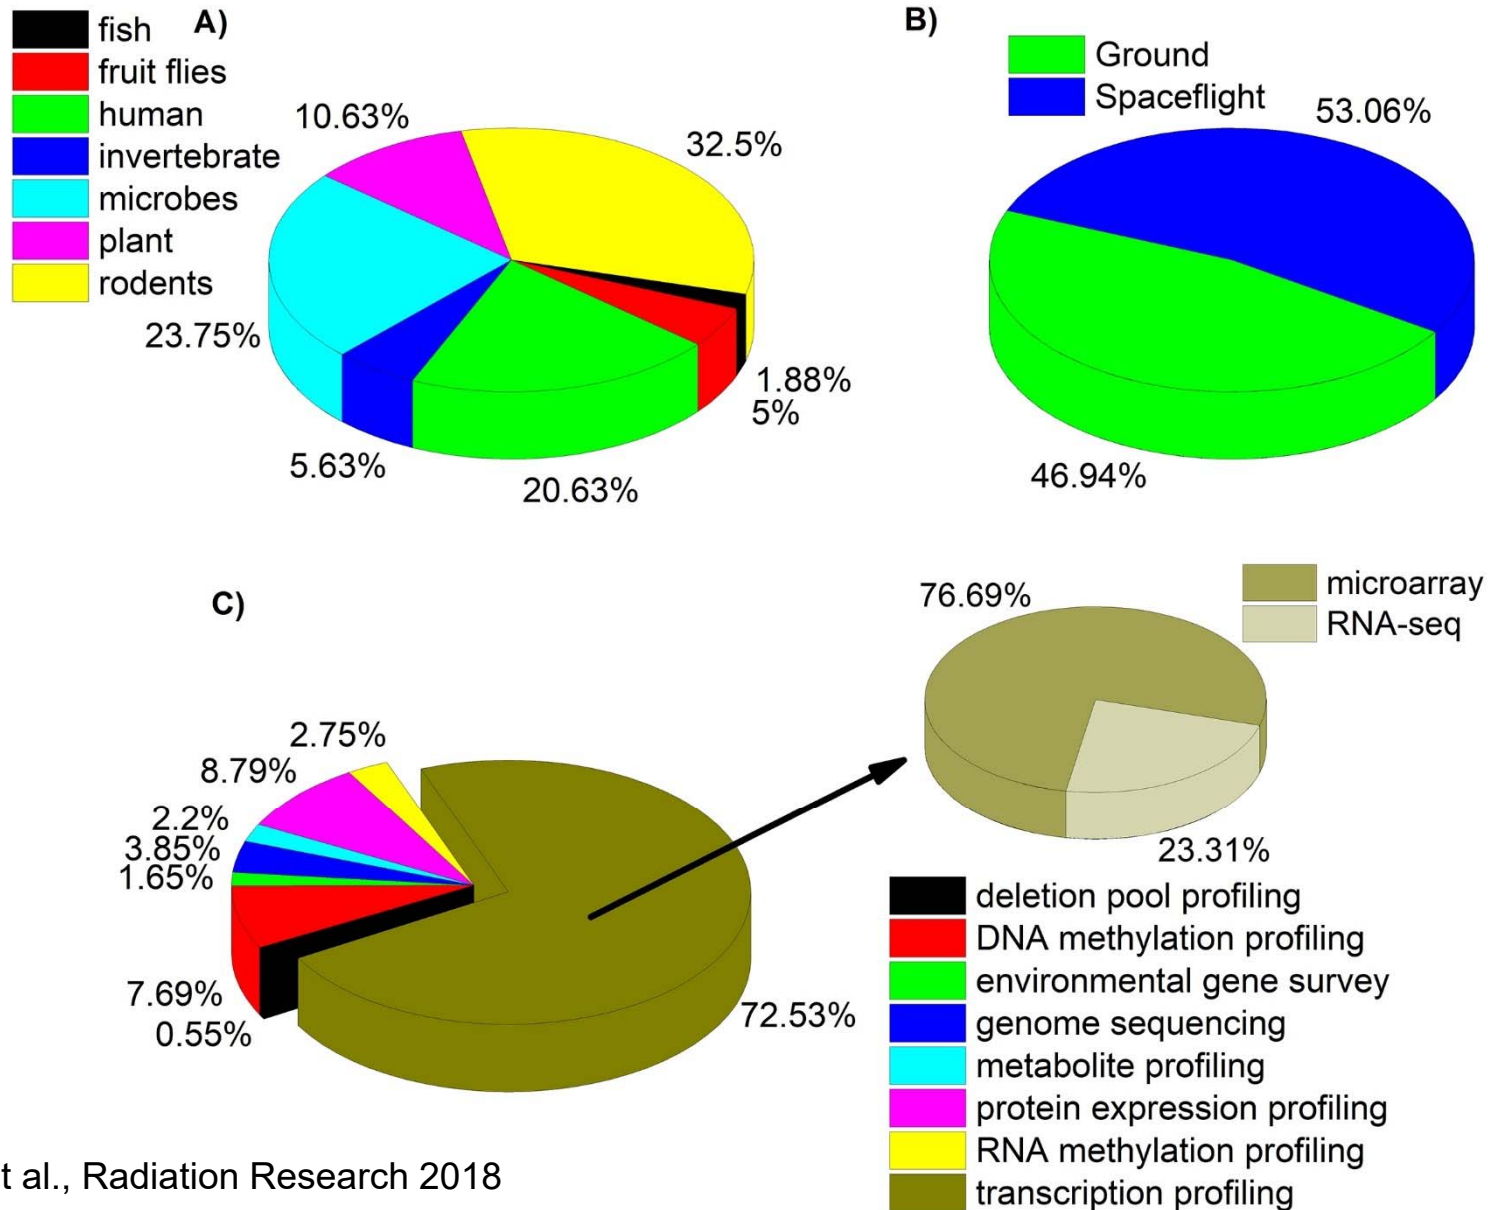 A)
fish
fruit flies
human
invertebrate
microbes
plant
rodents
10.63%
32.5%
23.75%
1.88%
5%
5.63%
20.63%
B)
Ground
Spaceflight
53.06%
46.94%
C)
2.75%
8.79%
2.2%
3.85%
1.65%
7.69%
0.55%
72.53%
76.69%
microarray
RNA-seq
23.31%
deletion pool profiling
DNA methylation profiling
environmental gene survey
genome sequencing
metabolite profiling
protein expression profiling
RNA methylation profiling
transcription profiling
t al., Radiation Research 2018